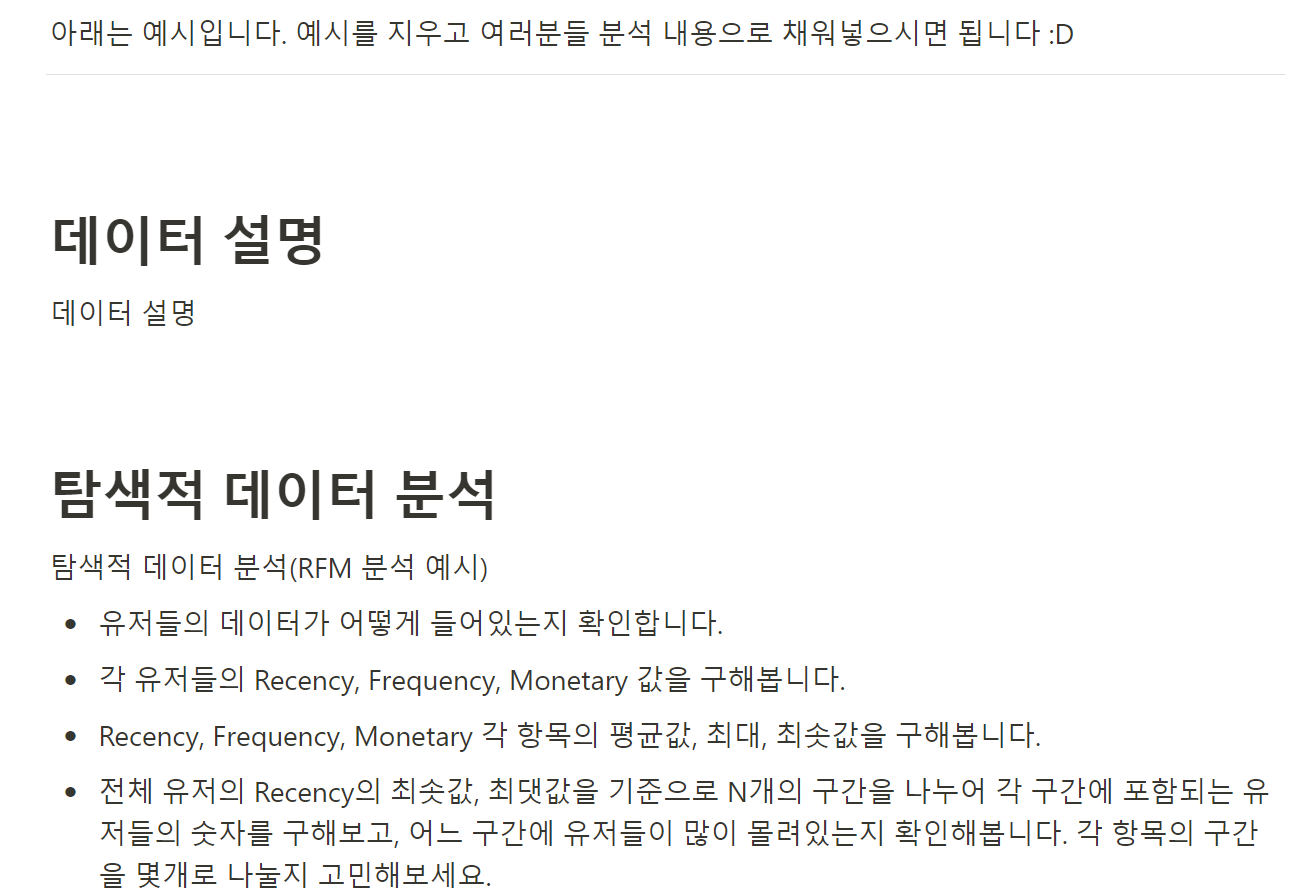 아래는 예시입니다. 예시를 지우고 여러분들 분석 내용으로 채워넣으시면 됩니다 :D
데이터 설명
데이터 설명
탐색적 데이터 분석
탐색적 데이터 분석(RFM 분석 예시)
• 유저들의 데이터가 어떻게 들어있는지 확인합니다.
• 각 유저들의 Recency, Frequency, Monetary 값을 구해봅니다.
• Recency, Frequency, Monetary 각 항목의 평균값, 최대, 최솟값을 구해봅니다.
• 전체 유저의 Recency의 최솟값, 최댓값을 기준으로 N개의 구간을 나누어 각 구간에 포함되는 유
저들의 숫자를 구해보고, 어느 구간에 유저들이 많이 몰려있는지 확인해봅니다. 각 항목의 구간
을 몇개로 나눌지 고민해보세요.